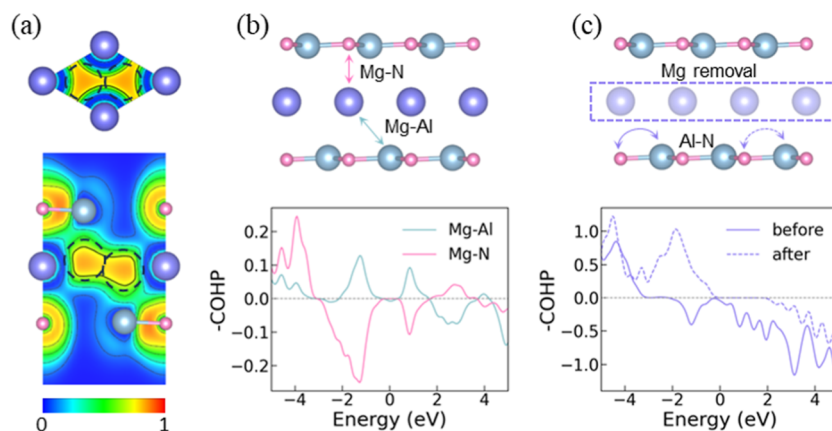 (a)
0 1
(b)
Mg-N
Mg-Al
-COHP
0.2
0.1
0.0
−0.1
−0.2
Mg-Al
Mg-N
−4 −2 0 2 4
Energy (eV)
(c)
Mg removal
Al-N
-COHP
1.0
0.5
0.0
−0.5
−1.0
before
after
−4 −2 0 2 4
Energy (eV)